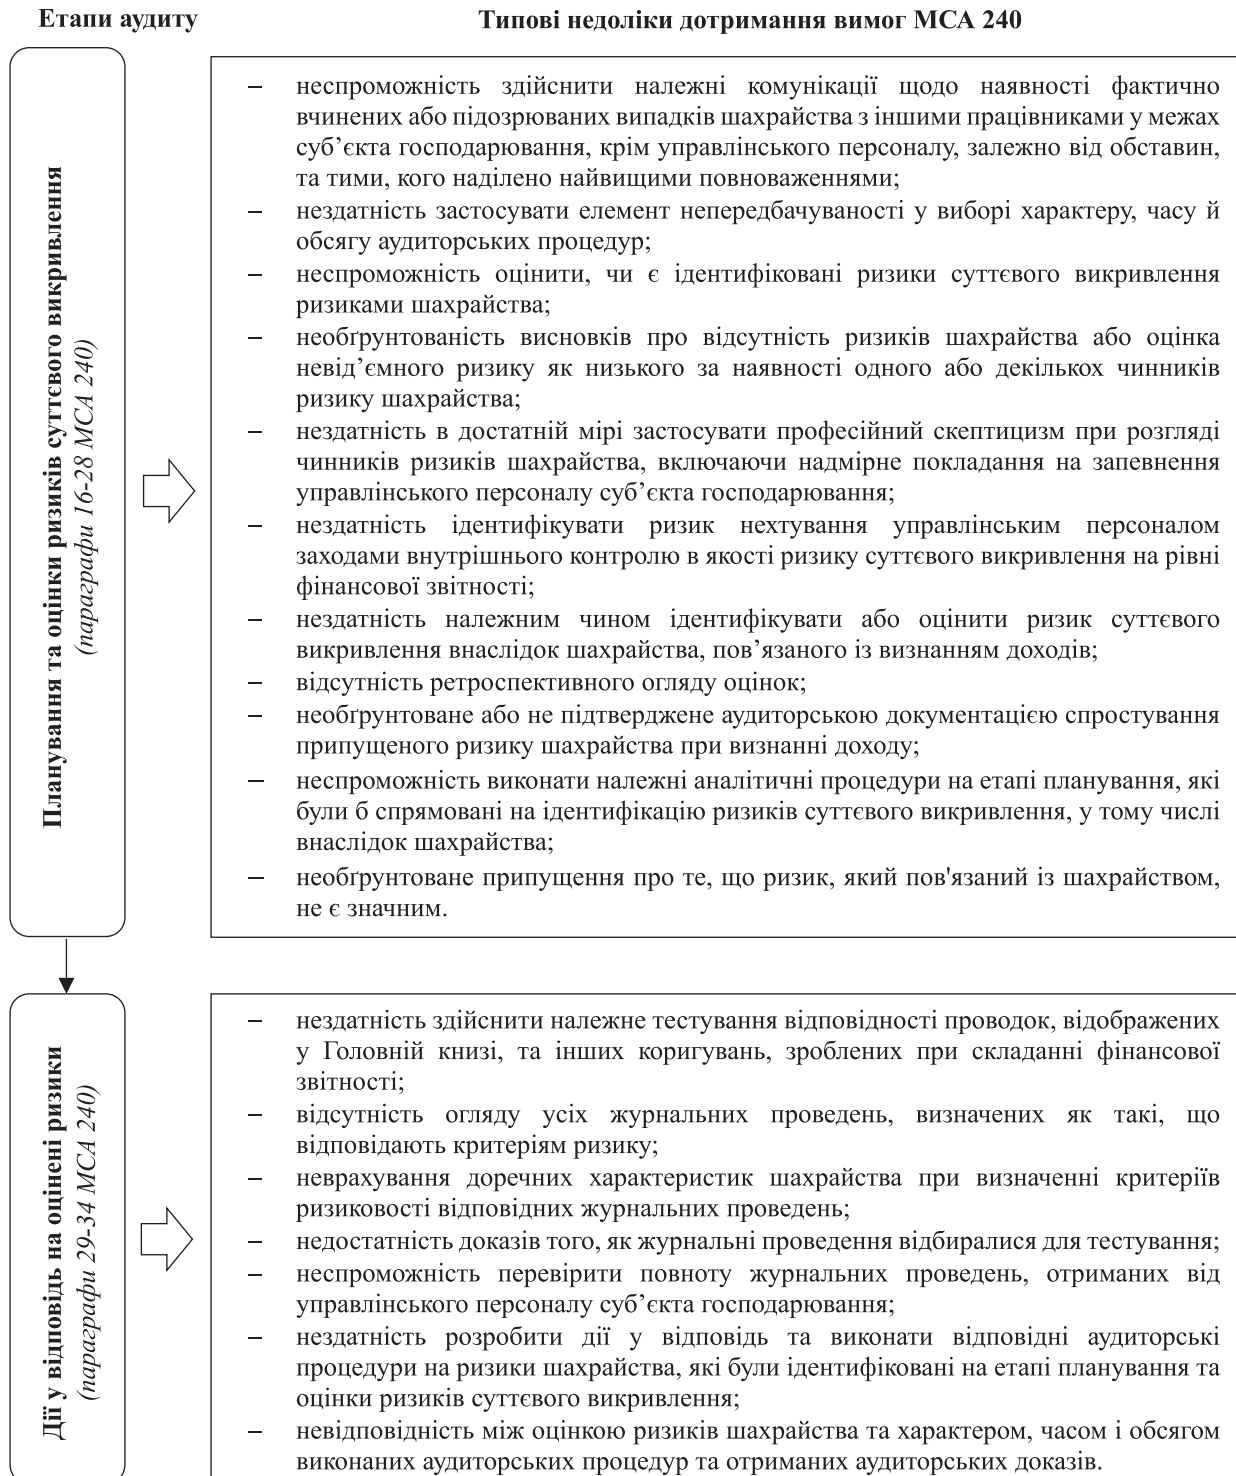 Етапи аудиту
Типові недоліки дотримання вимог МСА 240
Планування та оцінки ризиків суттєвого викривлення
(параграфи 16-28 МСА 240)
– неспроможність здійснити належні комунікації щодо наявності фактично
вчинених або підозрюваних випадків шахрайства з іншими працівниками у межах
суб’єкта господарювання, крім управлінського персоналу, залежно від обставин,
та тими, кого наділено найвищими повноваженнями;
– нездатність застосувати елемент непередбачуваності у виборі характеру, часу й
обсягу аудиторських процедур;
– неспроможність оцінити, чи є ідентифіковані ризики суттєвого викривлення
ризиками шахрайства;
– необґрунтованість висновків про відсутність ризиків шахрайства або оцінка
невід’ємного ризику як низького за наявності одного або декількох чинників
ризику шахрайства;
– нездатність в достатній мірі застосувати професійний скептицизм при розгляді
чинників ризиків шахрайства, включаючи надмірне покладання на запевнення
управлінського персоналу суб’єкта господарювання;
– нездатність ідентифікувати ризик нехтування управлінським персоналом
заходами внутрішнього контролю в якості ризику суттєвого викривлення на рівні
фінансової звітності;
– нездатність належним чином ідентифікувати або оцінити ризик суттєвого
викривлення внаслідок шахрайства, пов’язаного із визнанням доходів;
– відсутність ретроспективного огляду оцінок;
– необґрунтоване або не підтверджене аудиторською документацією спростування
припущеного ризику шахрайства при визнанні доходу;
– неспроможність виконати належні аналітичні процедури на етапі планування, які
були б спрямовані на ідентифікацію ризиків суттєвого викривлення, у тому числі
внаслідок шахрайства;
– необґрунтоване припущення про те, що ризик, який пов'язаний із шахрайством,
не є значним.
Дії у відповідь на оцінені ризики
(параграфи 29-34 МСА 240)
– нездатність здійснити належне тестування відповідності проводок, відображених
у Головній книзі, та інших коригувань, зроблених при складанні фінансової
звітності;
– відсутність огляду усіх журнальних проведень, визначених як такі, що
відповідають критеріям ризику;
– неврахування доречних характеристик шахрайства при визначенні критеріїв
ризиковості відповідних журнальних проведень;
– недостатність доказів того, як журнальні проведення відбиралися для тестування;
– неспроможність перевірити повноту журнальних проведень, отриманих від
управлінського персоналу суб’єкта господарювання;
– нездатність розробити дії у відповідь та виконати відповідні аудиторські
процедури на ризики шахрайства, які були ідентифіковані на етапі планування та
оцінки ризиків суттєвого викривлення;
– невідповідність між оцінкою ризиків шахрайства та характером, часом і обсягом
виконаних аудиторських процедур та отриманих аудиторських доказів.